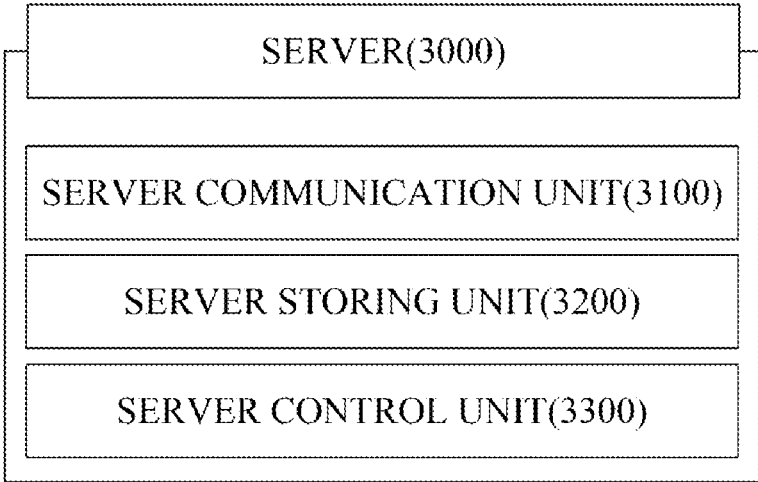 SERVER(3000)
SERVER COMMUNICATION UNIT(3100)
SERVER STORING UNIT(3200)
SERVER CONTROL UNIT(3300)